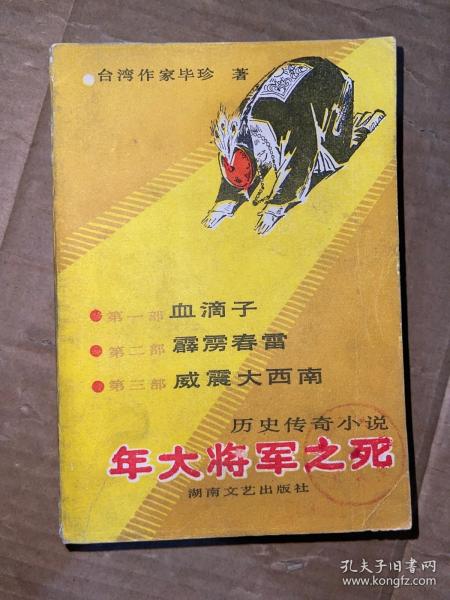 台湾作家毕珍 著
第一部 血滴子
第二部 霹雳春雷
第三部 威震大西南
历史传奇小说
年大将军之死
湖南文艺出版社
孔夫子旧书网
www.kongfz.com